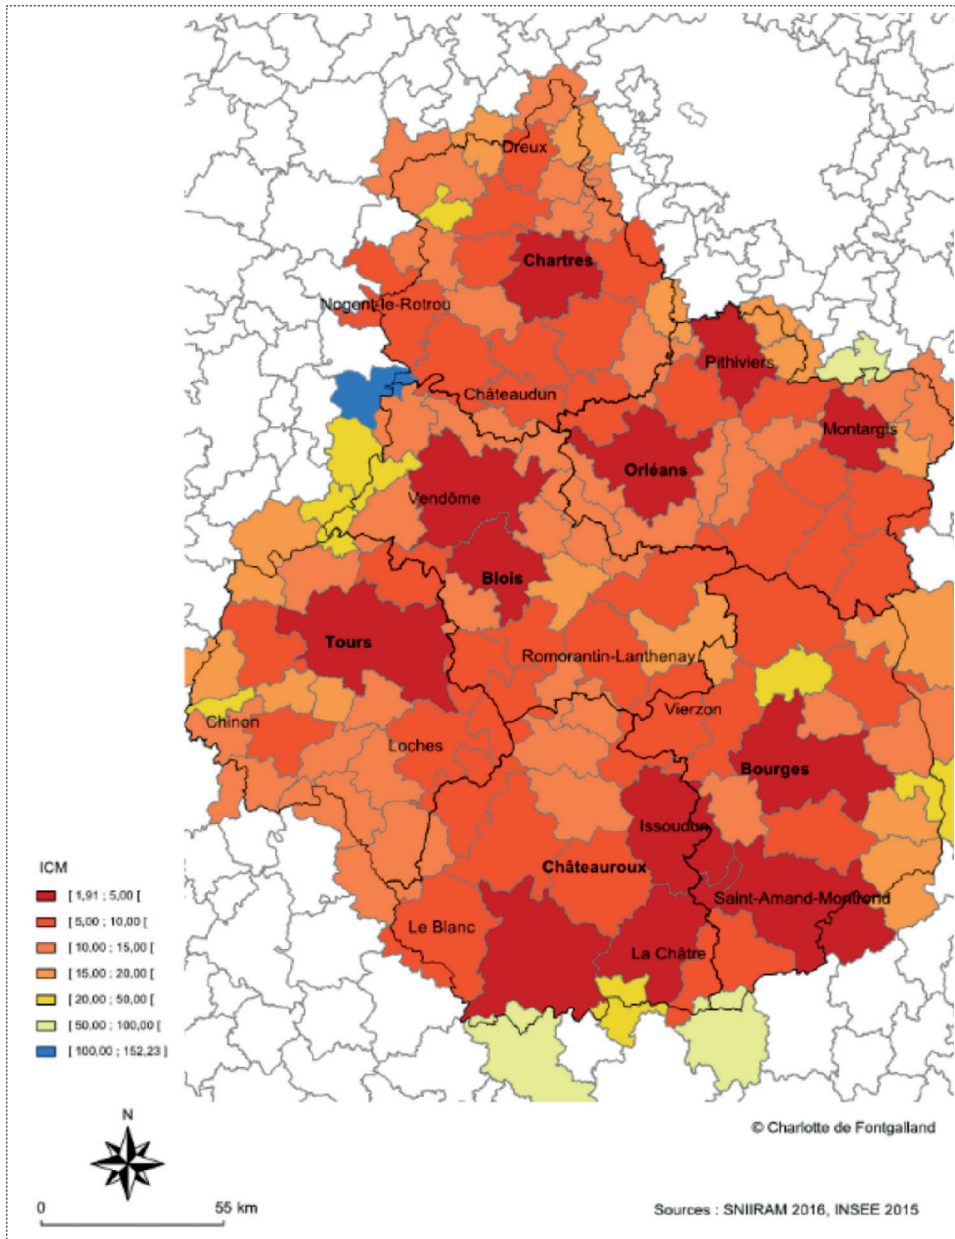 Dreux
Chartres
Nogent-le-Rotrou
Pithiviers
Châteaudun
Montargis
Orléans
Vendôme
Blois
Tours
Romorantin-Lanthenay
Chinon
Vierzon
Loches
Bourges
Issoudun
Châteauroux
Saint-Amand-Montrond
Le Blanc
La Châtre
ICM
[ 1,91 ; 5,00 [
[ 5,00 ; 10,00 [
[ 10,00 ; 15,00 [
[ 15,00 ; 20,00 [
[ 20,00 ; 50,00 [
[ 50,00 ; 100,00 [
[ 100,00 ; 152,23 ]
N
© Charlotte de Fontgalland
0 55 km
Sources : SNIIRAM 2016, INSEE 2015